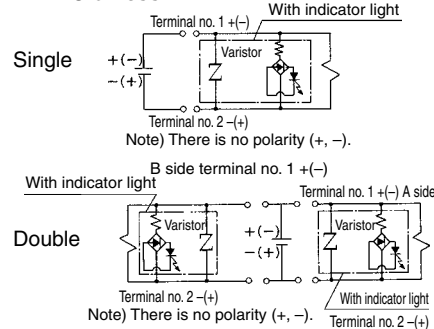 With indicator light
Terminal no. 1 +(–)
Varistor
Single
+(–)
–(+)
Terminal no. 2 –(+)
Note) There is no polarity (+, –).
B side terminal no. 1 +(–)
With indicator light
Terminal no. 1 +(–) A side
Varistor
+(–)
–(+)
Varistor
Double
Terminal no. 2 –(+)
With indicator light
Note) There is no polarity (+, –).
Terminal no. 2 –(+)